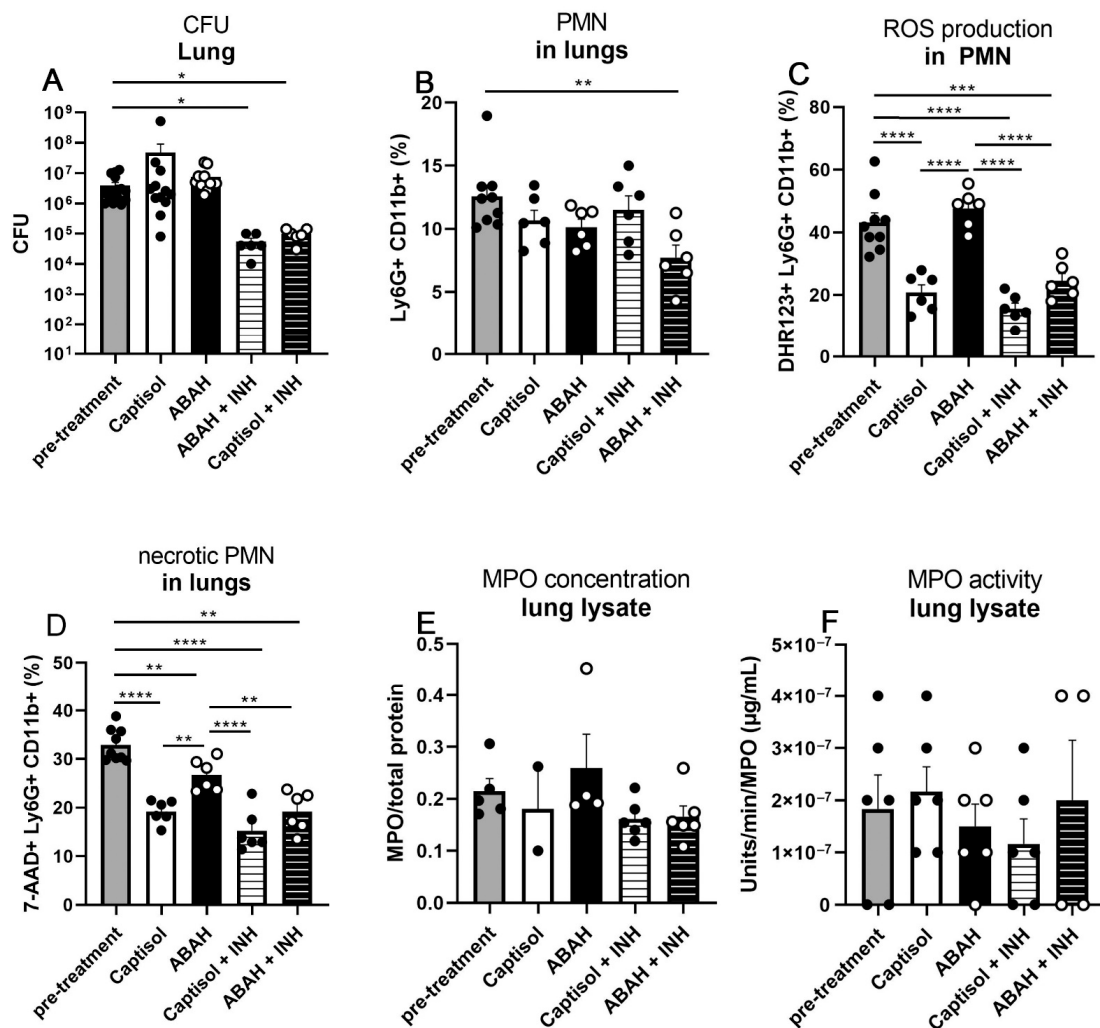 CFU
Lung
A
CFU
10⁹
10⁸
10⁷
10⁶
10⁵
10⁴
10³
10²
10¹
*
*
pre-treatment
Captisol
ABAH
ABAH + INH
Captisol + INH
PMN
in lungs
B
Ly6G+ CD11b+ (%)
20
15
10
5
0
**
pre-treatment
Captisol
ABAH
Captisol + INH
ABAH + INH
ROS production
in PMN
C
DHR123+ Ly6G+ CD11b+ (%)
80
60
40
20
0
***
****
**** ****
**** ****
pre-treatment
Captisol
ABAH
Captisol + INH
ABAH + INH
necrotic PMN
in lungs
D
7-AAD+ Ly6G+ CD11b+ (%)
50
40
30
20
10
0
**
****
** **
**** ****
**
pre-treatment
Captisol
ABAH
Captisol + INH
ABAH + INH
MPO concentration
lung lysate
E
MPO/total protein
0.5
0.4
0.3
0.2
0.1
0.0
pre-treatment
Captisol
ABAH
Captisol + INH
ABAH + INH
MPO activity
lung lysate
F
Units/min/MPO (µg/mL)
5×10⁻⁷
4×10⁻⁷
3×10⁻⁷
2×10⁻⁷
1×10⁻⁷
0
pre-treatment
Captisol
ABAH
Captisol + INH
ABAH + INH